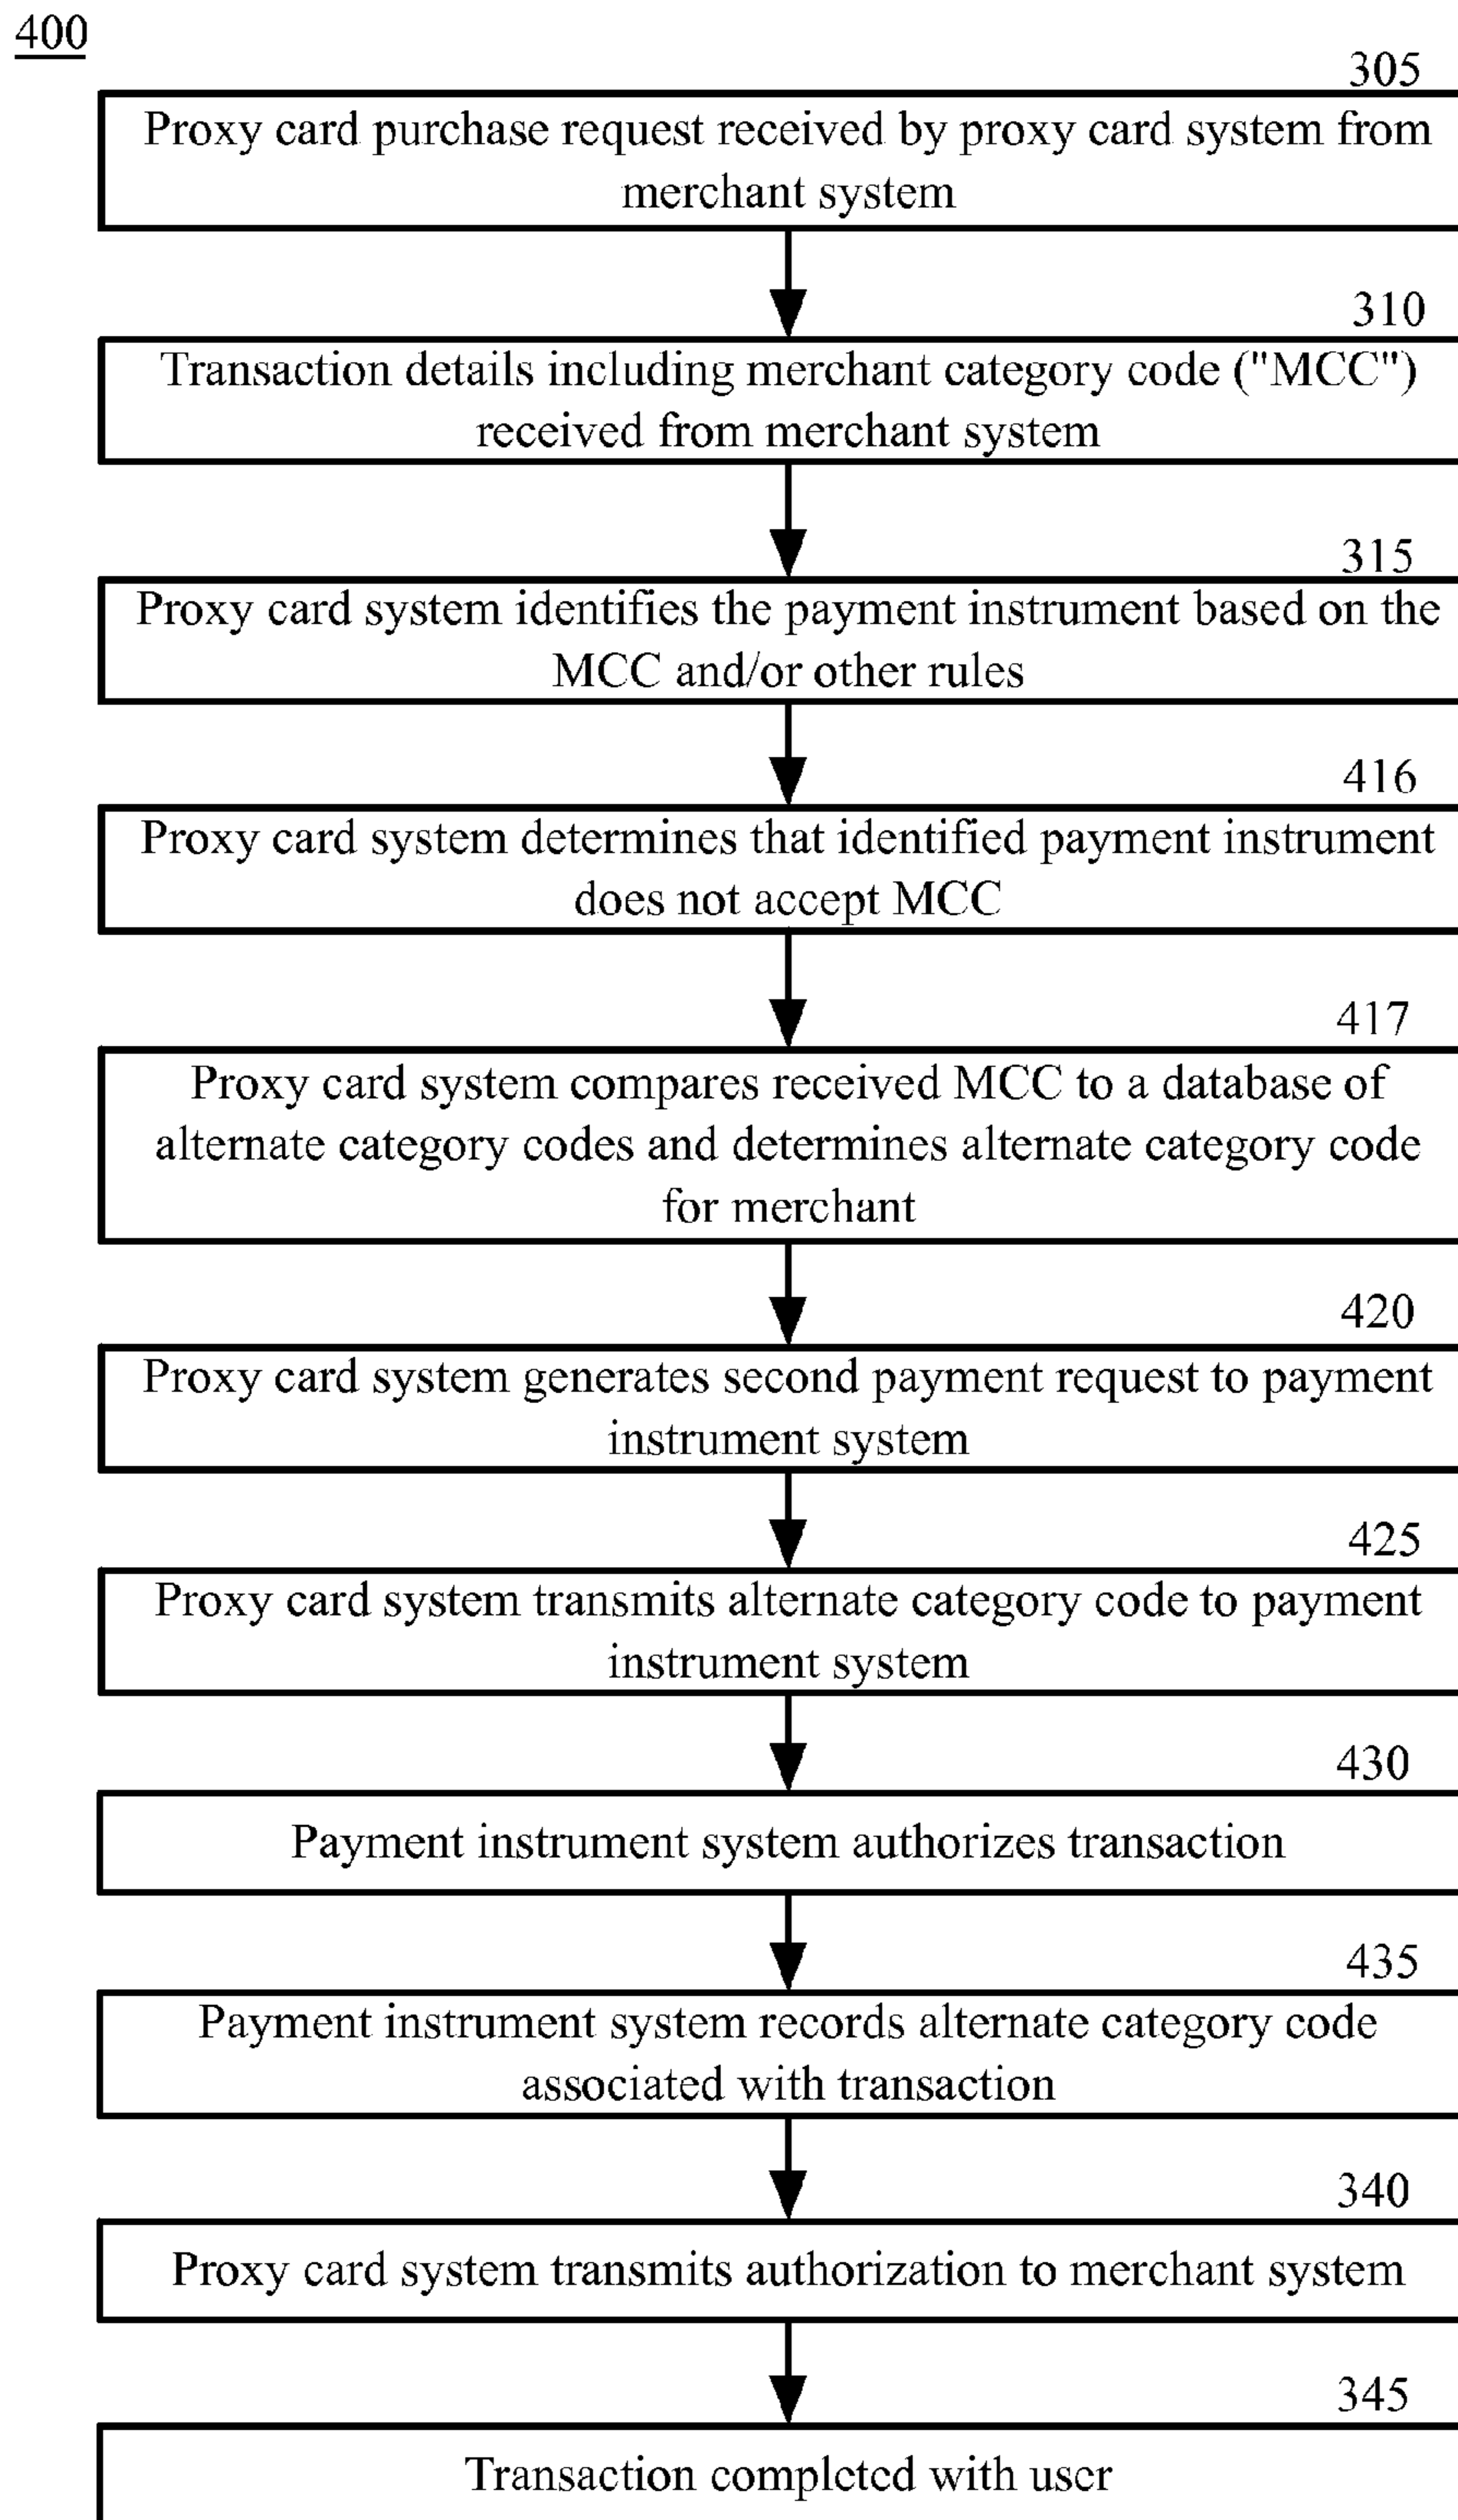 400
305
Proxy card purchase request received by proxy card system from
merchant system
310
Transaction details including merchant category code ("MCC")
received from merchant system
315
Proxy card system identifies the payment instrument based on the
MCC and/or other rules
416
Proxy card system determines that identified payment instrument
does not accept MCC
417
Proxy card system compares received MCC to a database of
alternate category codes and determines alternate category code
for merchant
420
Proxy card system generates second payment request to payment
instrument system
425
Proxy card system transmits alternate category code to payment
instrument system
430
Payment instrument system authorizes transaction
435
Payment instrument system records alternate category code
associated with transaction
340
Proxy card system transmits authorization to merchant system
345
Transaction completed with user